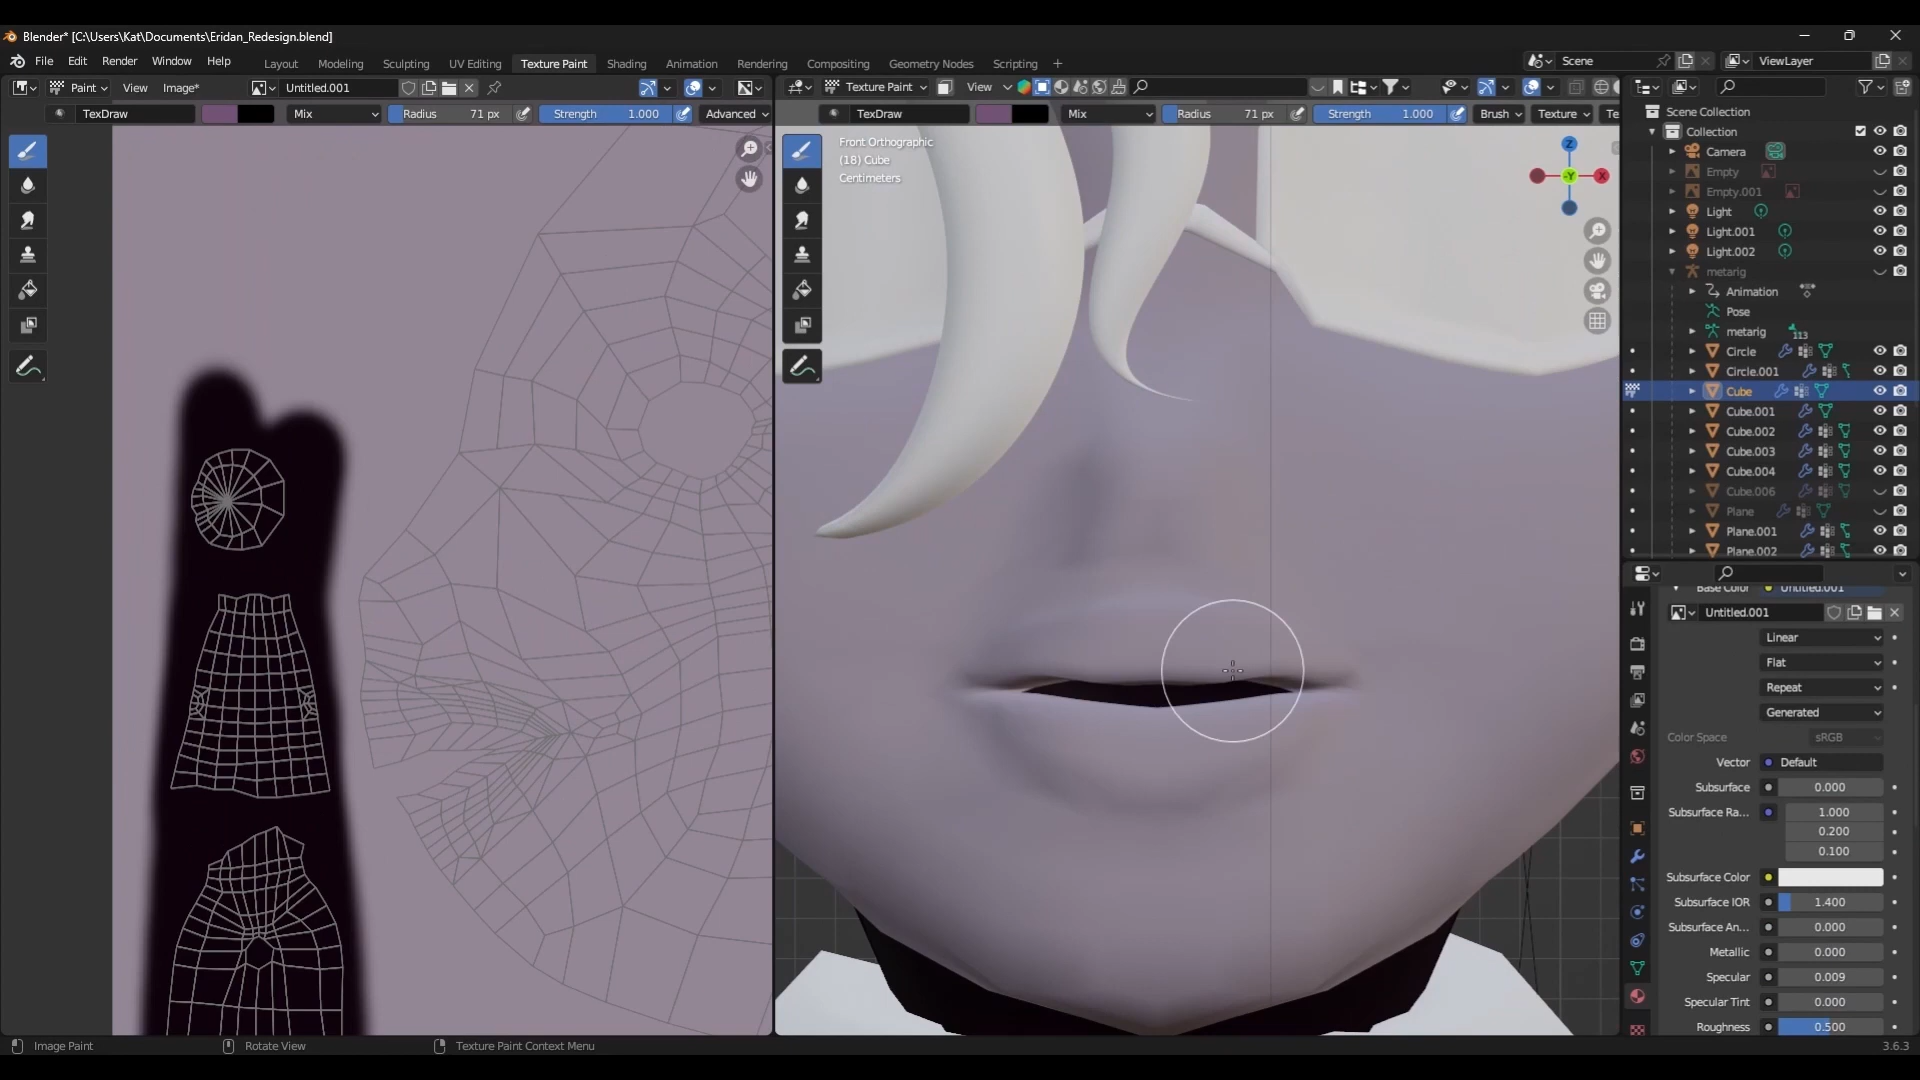 Blender* [C:\Users\Kat\Documents\Eridan_Redesign.blend]
File Edit Render Window Help
Layout Modeling Sculpting UV Editing Texture Paint Shading Animation Rendering Compositing Geometry Nodes Scripting +
Scene
ViewLayer
Paint View Image* Untitled.001
Texture Paint View
TexDraw Mix Radius 71 px Strength 1.000 Advanced
TexDraw Mix Radius 71 px Strength 1.000 Brush Texture Te
Front Orthographic
(18) Cube
Centimeters
Z
-Y
X
Scene Collection
Collection
Camera
Empty
Empty.001
Light
Light.001
Light.002
metarig
Animation
Pose
metarig 113
Circle
Circle.001
Cube
Cube.001
Cube.002
Cube.003
Cube.004
Cube.006
Plane
Plane.001
Plane.002
Base Color Untitled.001
Untitled.001
Linear
Flat
Repeat
Generated
Color Space sRGB
Vector Default
Subsurface 0.000
Subsurface Ra... 1.000
0.200
0.100
Subsurface Color
Subsurface IOR 1.400
Subsurface An... 0.000
Metallic 0.000
Specular 0.009
Specular Tint 0.000
Roughness 0.500
Image Paint Rotate View Texture Paint Context Menu 3.6.3